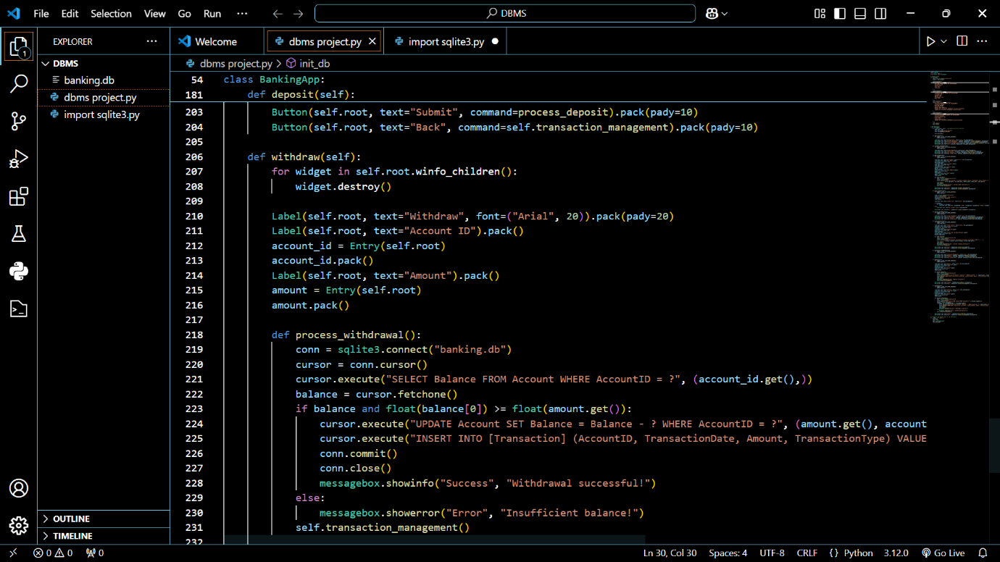 File Edit Selection View Go Run ··· DBMS
EXPLORER ···
Welcome dbms project.py import sqlite3.py
1
DBMS
banking.db
dbms project.py
import sqlite3.py
OUTLINE
TIMELINE
dbms project.py > init_db
54 class BankingApp:
181 def deposit(self):
203 Button(self.root, text="Submit", command=process_deposit).pack(pady=10)
204 Button(self.root, text="Back", command=self.transaction_management).pack(pady=10)
205
206 def withdraw(self):
207 for widget in self.root.winfo_children():
208 widget.destroy()
209
210 Label(self.root, text="Withdraw", font=("Arial", 20)).pack(pady=20)
211 Label(self.root, text="Account ID").pack()
212 account_id = Entry(self.root)
213 account_id.pack()
214 Label(self.root, text="Amount").pack()
215 amount = Entry(self.root)
216 amount.pack()
217
218 def process_withdrawal():
219 conn = sqlite3.connect("banking.db")
220 cursor = conn.cursor()
221 cursor.execute("SELECT Balance FROM Account WHERE AccountID = ?", (account_id.get(),))
222 balance = cursor.fetchone()
223 if balance and float(balance[0]) >= float(amount.get()):
224 cursor.execute("UPDATE Account SET Balance = Balance - ? WHERE AccountID = ?", (amount.get(), account
225 cursor.execute("INSERT INTO [Transaction] (AccountID, TransactionDate, Amount, TransactionType) VALUE
226 conn.commit()
227 conn.close()
228 messagebox.showinfo("Success", "Withdrawal successful!")
229 else:
230 messagebox.showerror("Error", "Insufficient balance!")
231 self.transaction_management()
232
0 0 0 Ln 30, Col 30 Spaces: 4 UTF-8 CRLF {} Python 3.12.0 Go Live